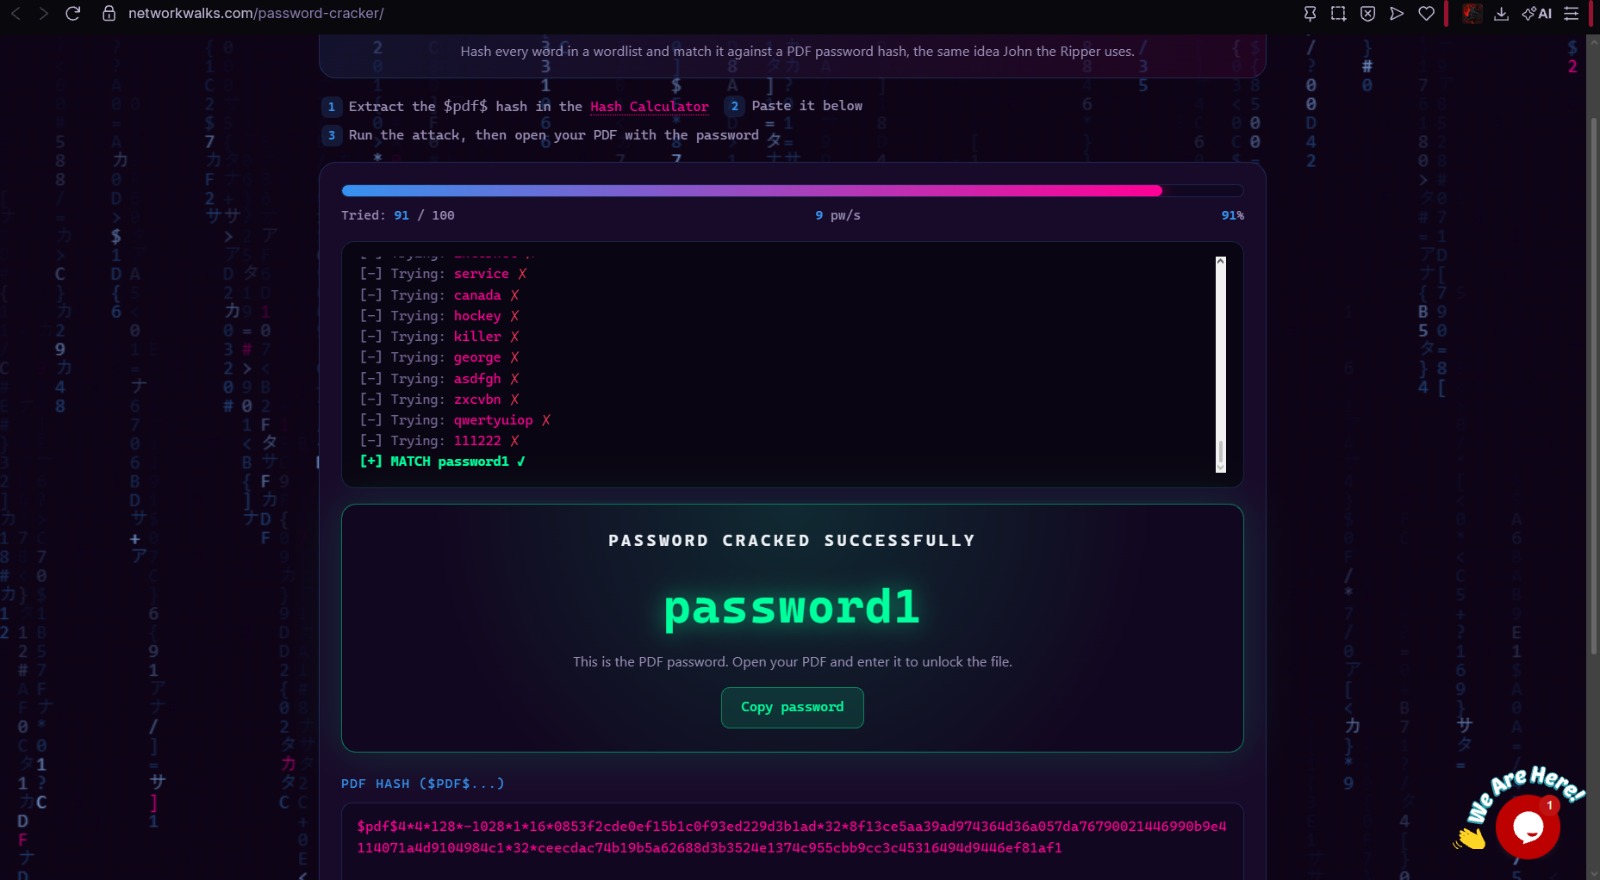 networkwalks.com/password-cracker/
AI
Hash every word in a wordlist and match it against a PDF password hash, the same idea John the Ripper uses.
1 Extract the $pdf$ hash in the Hash Calculator 2 Paste it below
3 Run the attack, then open your PDF with the password
Tried: 91 / 100 9 pw/s 91%
[−] Trying: service ✗
[−] Trying: canada ✗
[−] Trying: hockey ✗
[−] Trying: killer ✗
[−] Trying: george ✗
[−] Trying: asdfgh ✗
[−] Trying: zxcvbn ✗
[−] Trying: qwertyuiop ✗
[−] Trying: 111222 ✗
[+] MATCH password1 ✓
PASSWORD CRACKED SUCCESSFULLY
password1
This is the PDF password. Open your PDF and enter it to unlock the file.
Copy password
PDF HASH ($PDF$...)
$pdf$4*4*128*-1028*1*16*0853f2cde0ef15b1c0f93ed229d3b1ad*32*8f13ce5aa39ad974364d36a057da76790021446990b9e4
114071a4d9104984c1*32*ceecdac74b19b5a62688d3b3524e1374c955cbb9cc3c45316494d9446ef81af1
We Are Here!
1